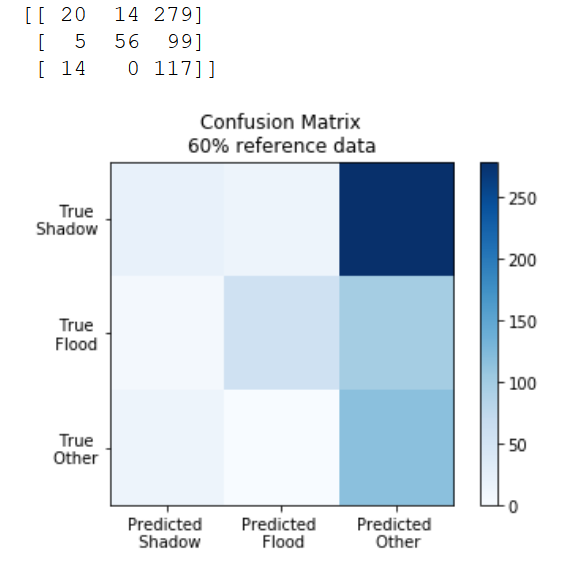 [[ 20 14 279]
[ 5 56 99]
[ 14 0 117]]
Confusion Matrix
60% reference data
True
Shadow
True
Flood
True
Other
Predicted
Shadow
Predicted
Flood
Predicted
Other
250
200
150
100
50
0